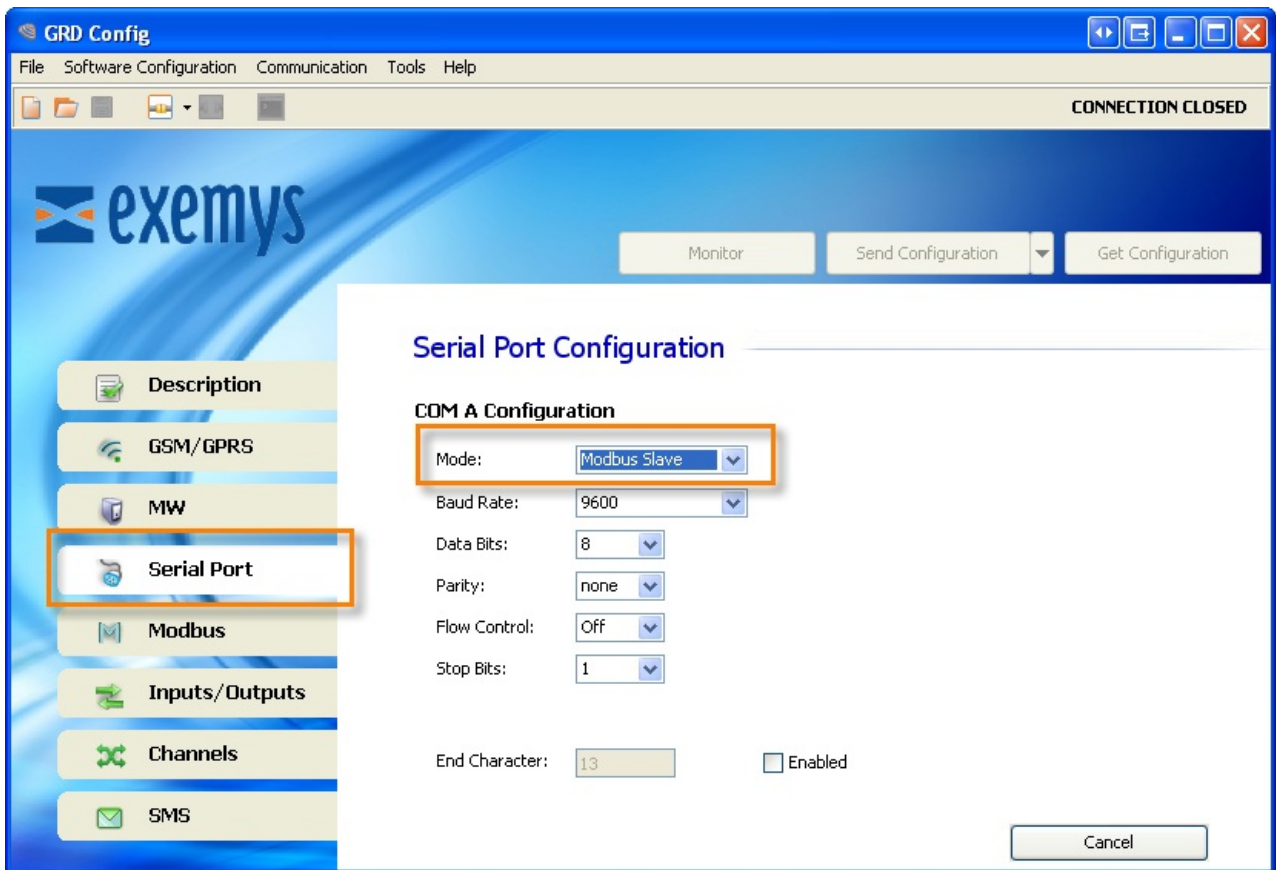 GRD Config
File Software Configuration Communication Tools Help
CONNECTION CLOSED
exemys
Monitor Send Configuration Get Configuration
Serial Port Configuration
Description
COM A Configuration
GSM/GPRS
Mode: Modbus Slave
MW
Baud Rate: 9600
Data Bits: 8
Serial Port
Parity: none
Modbus
Flow Control: Off
Stop Bits: 1
Inputs/Outputs
Channels
End Character: 13 Enabled
SMS
Cancel